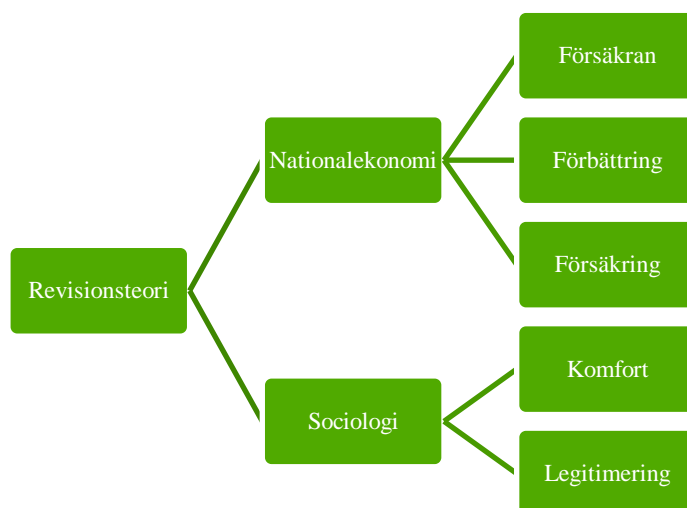 Revisionsteori
Nationalekonomi
Försäkran
Förbättring
Försäkring
Sociologi
Komfort
Legitimering